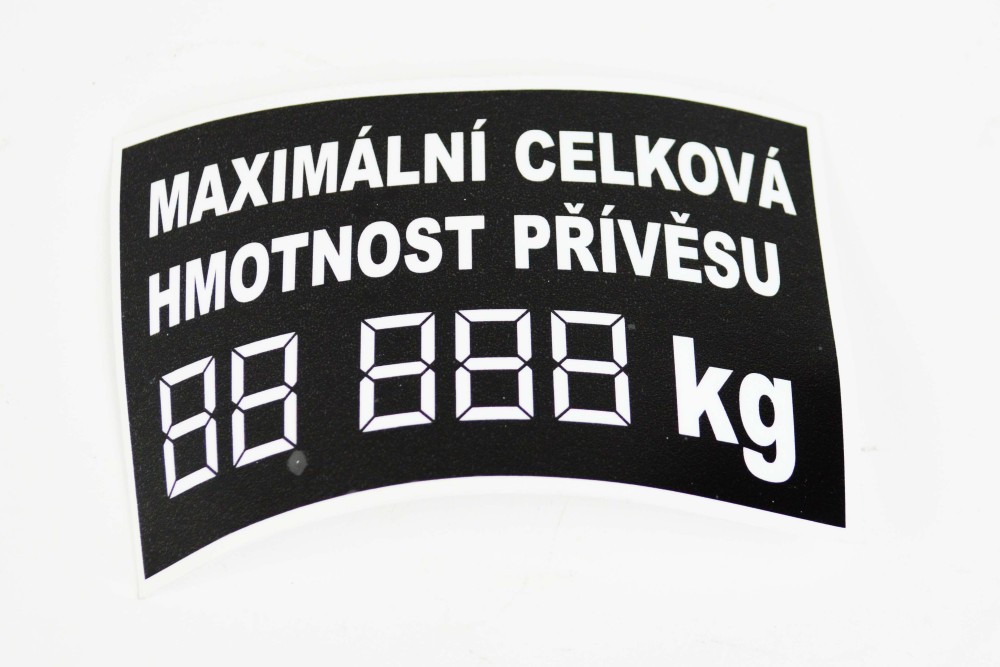 MAXIMÁLNÍ CELKOVÁ
HMOTNOST PŘÍVĚSU
88 888 kg